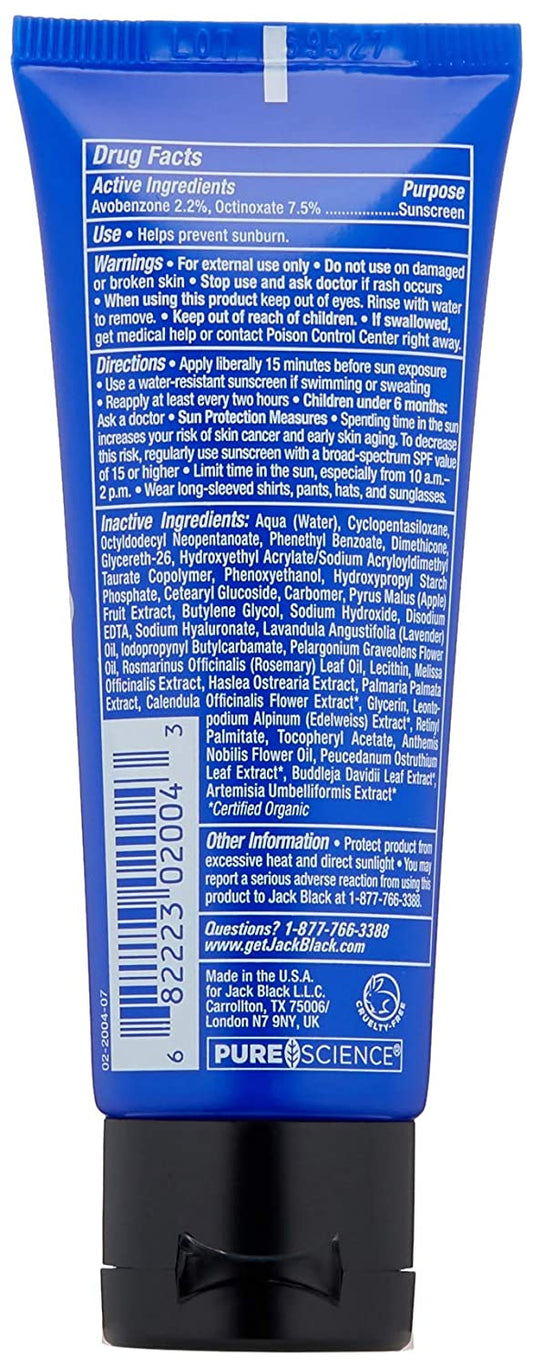 LOT 69527
Drug Facts
Active Ingredients Purpose
Avobenzone 2.2%, Octinoxate 7.5% ..................Sunscreen
Use • Helps prevent sunburn.
Warnings • For external use only • Do not use on damaged
or broken skin • Stop use and ask doctor if rash occurs
• When using this product keep out of eyes. Rinse with water
to remove. • Keep out of reach of children. • If swallowed,
get medical help or contact Poison Control Center right away.
Directions • Apply liberally 15 minutes before sun exposure
• Use a water-resistant sunscreen if swimming or sweating
• Reapply at least every two hours • Children under 6 months:
Ask a doctor • Sun Protection Measures • Spending time in the sun
increases your risk of skin cancer and early skin aging. To decrease
this risk, regularly use sunscreen with a broad-spectrum SPF value
of 15 or higher • Limit time in the sun, especially from 10 a.m.–
2 p.m. • Wear long-sleeved shirts, pants, hats, and sunglasses.
Inactive Ingredients: Aqua (Water), Cyclopentasiloxane,
Octyldodecyl Neopentanoate, Phenethyl Benzoate, Dimethicone,
Glycereth-26, Hydroxyethyl Acrylate/Sodium Acryloyldimethyl
Taurate Copolymer, Phenoxyethanol, Hydroxypropyl Starch
Phosphate, Cetearyl Glucoside, Carbomer, Pyrus Malus (Apple)
Fruit Extract, Butylene Glycol, Sodium Hydroxide, Disodium
EDTA, Sodium Hyaluronate, Lavandula Angustifolia (Lavender)
Oil, Iodopropynyl Butylcarbamate, Pelargonium Graveolens Flower
Oil, Rosmarinus Officinalis (Rosemary) Leaf Oil, Lecithin, Melissa
Officinalis Extract, Haslea Ostrearia Extract, Palmaria Palmata
Extract, Calendula Officinalis Flower Extract*, Glycerin, Leonto-
podium Alpinum (Edelweiss) Extract*, Retinyl
Palmitate, Tocopheryl Acetate, Anthemis
Nobilis Flower Oil, Peucedanum Ostruthium
Leaf Extract*, Buddleja Davidii Leaf Extract*,
Artemisia Umbelliformis Extract*
*Certified Organic
Other Information • Protect product from
excessive heat and direct sunlight • You may
report a serious adverse reaction from using this
product to Jack Black at 1-877-766-3388.
Questions? 1-877-766-3388
www.getJackBlack.com
Made in the U.S.A.
for Jack Black L.L.C.
Carrollton, TX 75006/
London N7 9NY, UK
CRUELTY-FREE
PURE SCIENCE®
6 82223 02004 3
02-2004-07